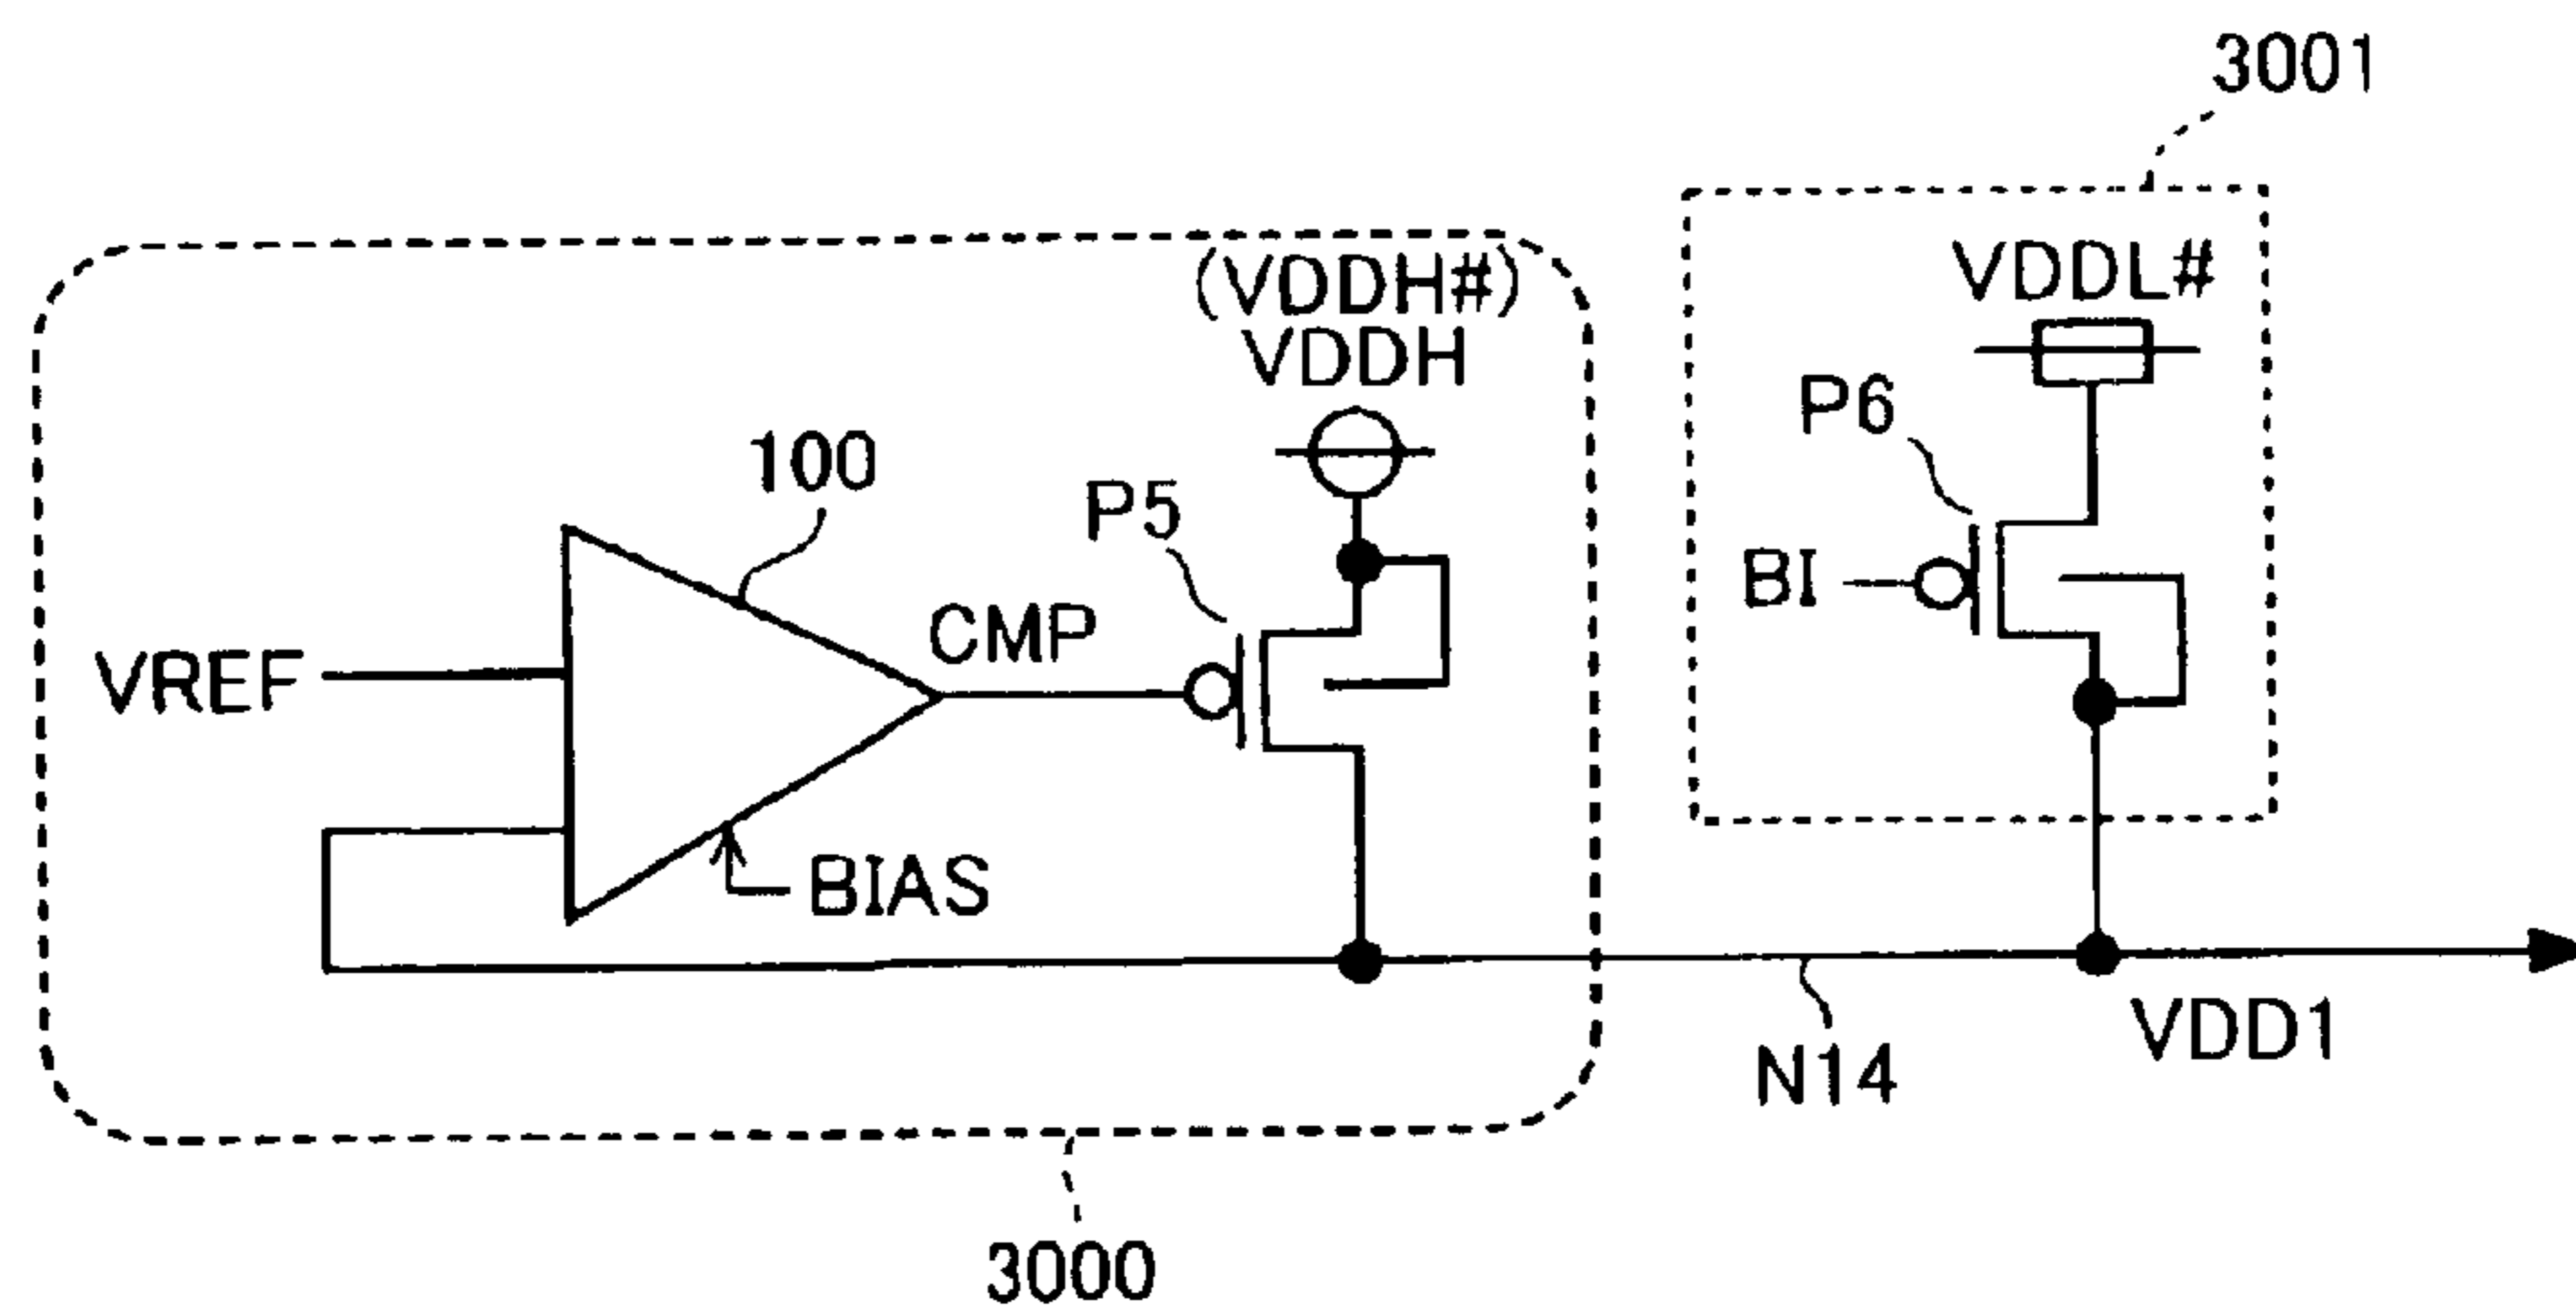 3001
(VDDH#)
VDDH
VDDL#
P6
100
P5
BI
CMP
VREF
BIAS
VDD1
N14
3000